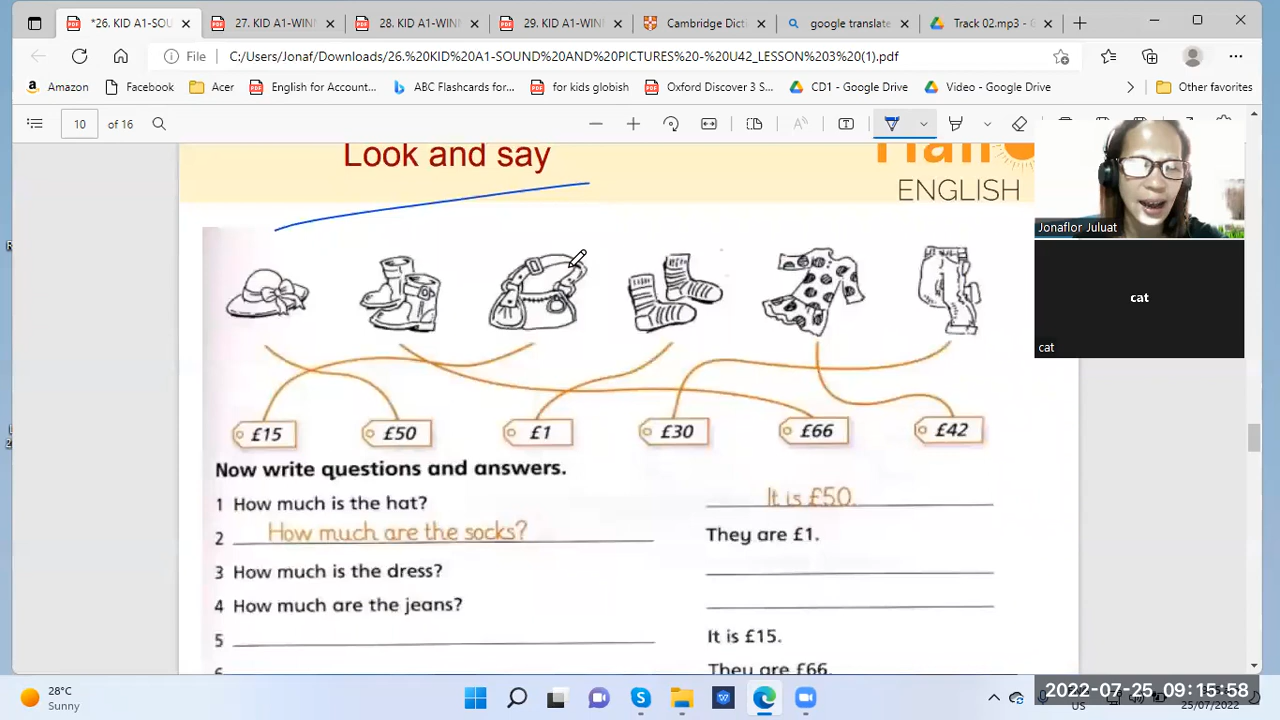 *26. KID A1-SOUN
27. KID A1-WINN
28. KID A1-WINN
29. KID A1-WINN
Cambridge Dict
google translate
Track 02.mp3 - G
File
C:/Users/Jonaf/Downloads/26.%20KID%20A1-SOUND%20AND%20PICTURES%20-%20U42_LESSON%203%20(1).pdf
Amazon
Facebook
Acer
English for Account...
ABC Flashcards for...
for kids globish
Oxford Discover 3 S...
CD1 - Google Drive
Video - Google Drive
Other favorites
10 of 16
Look and say
ENGLISH
Jonaflor Juluat
cat
cat
£15
£50
£1
£30
£66
£42
Now write questions and answers.
1 How much is the hat?
It is £50.
2 How much are the socks?
They are £1.
3 How much is the dress?
4 How much are the jeans?
5
It is £15.
They are £66.
28°C
Sunny
2022-07-25 09:15:58
US
25/07/2022